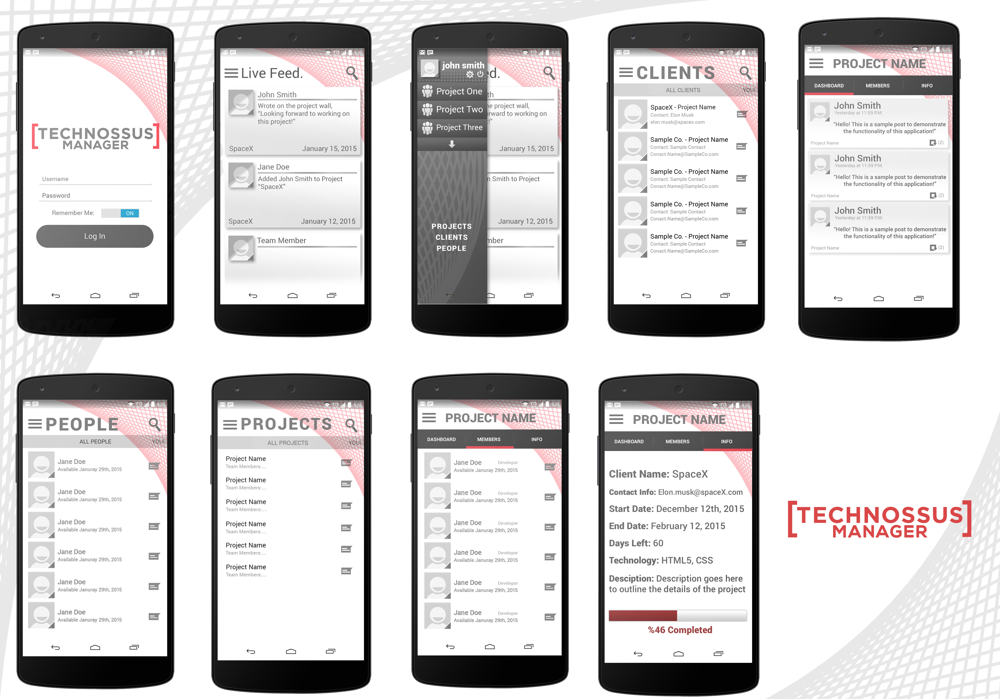 9:35
[TECHNOSSUS]
MANAGER
Username
Password
Remember Me: ON
Log In
9:35
Live Feed.
John Smith
Wrote on the project wall,
“Looking forward to working on
this project!”
SpaceX January 15, 2015
Jane Doe
Added John Smith to Project
“SpaceX”
SpaceX January 12, 2015
Team Member
9:35
john smith
ed.
Project One
Project Two
Project Three
th
he project wall,
rward to working on
t!”
January 15, 2015
n Smith to Project
January 12, 2015
mber
PROJECTS
CLIENTS
PEOPLE
9:35
CLIENTS
ALL CLIENTS YOUR
SpaceX - Project Name
Contact: Elon Musk
elon.musk@spacex.com
Sample Co. - Project Name
Contact: Sample Contact
Conact.Name@SampleCo.com
Sample Co. - Project Name
Contact: Sample Contact
Conact.Name@SampleCo.com
Sample Co. - Project Name
Contact: Sample Contact
Conact.Name@SampleCo.com
Sample Co. - Project Name
Contact: Sample Contact
Conact.Name@SampleCo.com
9:35
PROJECT NAME
DASHBOARD MEMBERS INFO
John Smith
Yesterday at 11:59 P.M.
“Hello! This is a sample post to demonstrate
the functionality of this application!”
Project Name (2)
John Smith
Yesterday at 11:59 P.M.
“Hello! This is a sample post to demonstrate
the functionality of this application!”
Project Name (2)
John Smith
Yesterday at 11:59 P.M.
“Hello! This is a sample post to demonstrate
the functionality of this application!”
Project Name (2)
9:35
PEOPLE
ALL PEOPLE YOUR
Jane Doe
Available Januray 29th, 2015
Jane Doe
Available Januray 29th, 2015
Jane Doe
Available Januray 29th, 2015
Jane Doe
Available Januray 29th, 2015
Jane Doe
Available Januray 29th, 2015
Jane Doe
Available Januray 29th, 2015
9:35
PROJECTS
ALL PROJECTS YOUR
Project Name
Team Members:....
Project Name
Team Members:....
Project Name
Team Members:....
Project Name
Team Members:....
Project Name
Team Members:....
Project Name
Team Members:....
9:35
PROJECT NAME
DASHBOARD MEMBERS INFO
Jane Doe Developer
Available Januray 29th, 2015
Jane Doe Developer
Available Januray 29th, 2015
Jane Doe Developer
Available Januray 29th, 2015
Jane Doe Developer
Available Januray 29th, 2015
Jane Doe Developer
Available Januray 29th, 2015
Jane Doe Developer
Available Januray 29th, 2015
9:35
PROJECT NAME
DASHBOARD MEMBERS INFO
Client Name: SpaceX
Contact Info: Elon.musk@spaceX.com
Start Date: December 12th, 2015
End Date: February 12, 2015
Days Left: 60
Technology: HTML5, CSS
Desciption: Description goes here
to outline the details of the project
%46 Completed
[TECHNOSSUS]
MANAGER